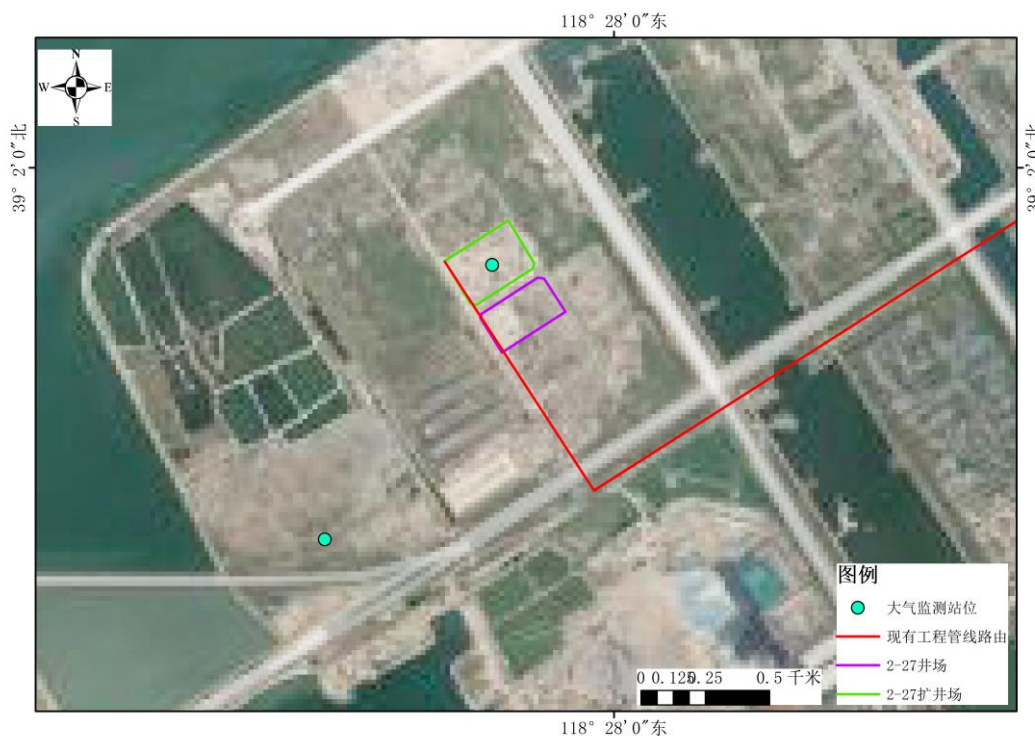 118° 28'0"东
N
W E
S
39° 2'0"北
39° 2'0"北
图例
大气监测站位
现有工程管线路由
2-27井场
2-27扩井场
0 0.125 0.25 0.5 千米
118° 28'0"东